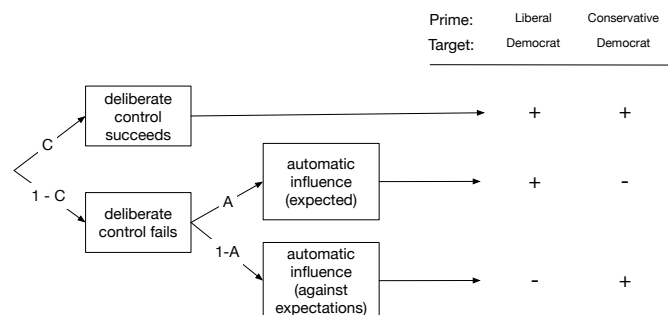 Prime: Liberal Conservative
Target: Democrat Democrat
deliberate
control
succeeds
+ +
C
1 - C
deliberate
control fails
A
1-A
automatic
influence
(expected)
+ -
automatic
influence
(against
expectations)
- +